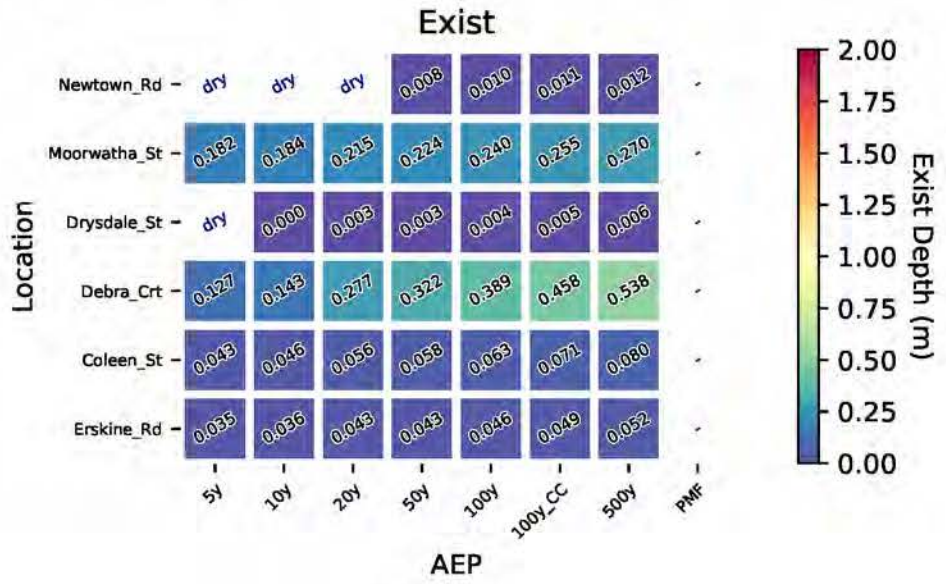 Exist
Newtown_Rd dry dry dry 0.008 0.010 0.011 0.012 -
Moorwatha_St 0.182 0.184 0.215 0.224 0.240 0.255 0.270 -
Drysdale_St dry 0.000 0.003 0.003 0.004 0.005 0.006 -
Debra_Crt 0.127 0.143 0.277 0.322 0.389 0.458 0.538 -
Coleen_St 0.043 0.046 0.056 0.058 0.063 0.071 0.080 -
Erskine_Rd 0.035 0.036 0.043 0.043 0.046 0.049 0.052 -
5y 10y 20y 50y 100y 100y_CC 500y PMF
AEP
Location
2.00
1.75
1.50
1.25
1.00
0.75
0.50
0.25
0.00
Exist Depth (m)